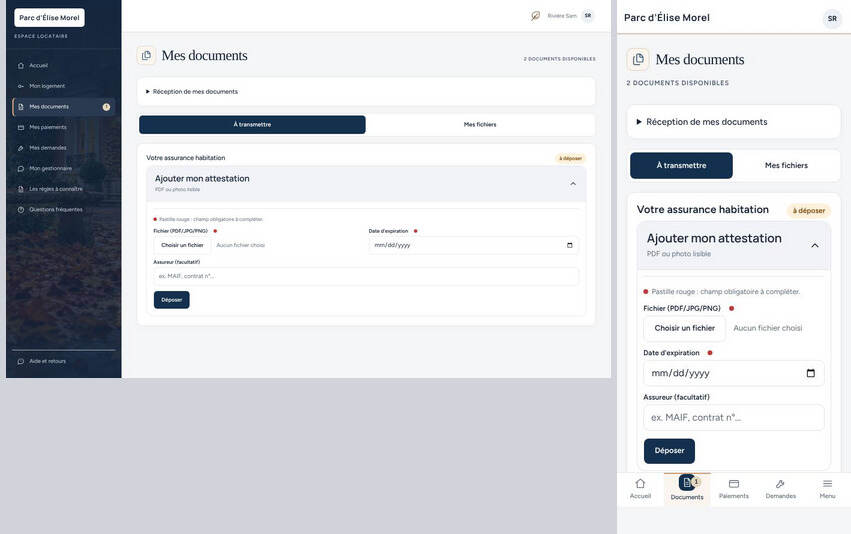 Parc d'Élise Morel
ESPACE LOCATAIRE
Accueil
Mon logement
Mes documents 1
Mes paiements
Mes demandes
Mon gestionnaire
Les règles à connaître
Questions fréquentes
Aide et retours
Rivière Sam SR
Mes documents
2 DOCUMENTS DISPONIBLES
Réception de mes documents
À transmettre Mes fichiers
Votre assurance habitation à déposer
Ajouter mon attestation
PDF ou photo lisible
Pastille rouge : champ obligatoire à compléter.
Fichier (PDF/JPG/PNG) Date d'expiration
Choisir un fichier Aucun fichier choisi mm/dd/yyyy
Assureur (facultatif)
ex. MAIF, contrat n°...
Déposer
Parc d'Élise Morel SR
Mes documents
2 DOCUMENTS DISPONIBLES
Réception de mes documents
À transmettre Mes fichiers
Votre assurance habitation à déposer
Ajouter mon attestation
PDF ou photo lisible
Pastille rouge : champ obligatoire à compléter.
Fichier (PDF/JPG/PNG)
Choisir un fichier Aucun fichier choisi
Date d'expiration
mm/dd/yyyy
Assureur (facultatif)
ex. MAIF, contrat n°...
Déposer
1
Accueil Documents Paiements Demandes Menu